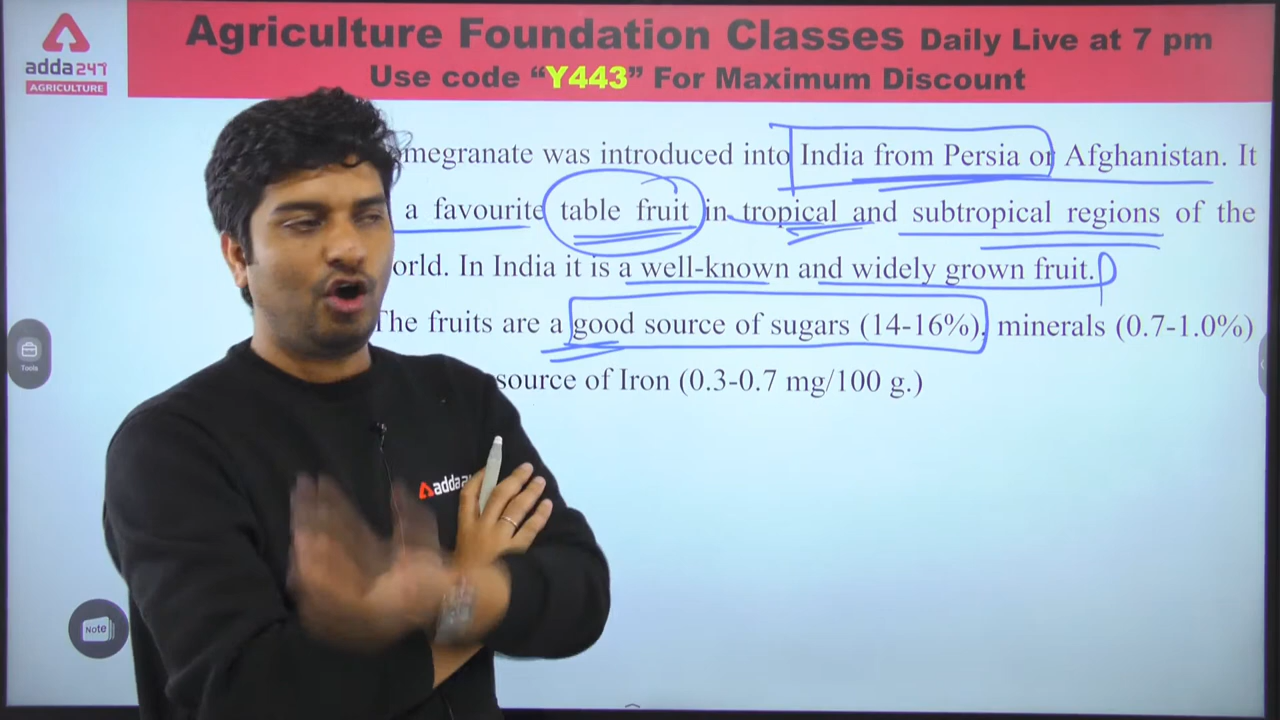 Agriculture Foundation Classes Daily Live at 7 pm
Use code “Y443” For Maximum Discount
adda247
AGRICULTURE
omegranate was introduced into India from Persia or Afghanistan. It
a favourite table fruit in tropical and subtropical regions of the
orld. In India it is a well-known and widely grown fruit.
The fruits are a good source of sugars (14-16%), minerals (0.7-1.0%)
source of Iron (0.3-0.7 mg/100 g.)
Tools
adda2
Note